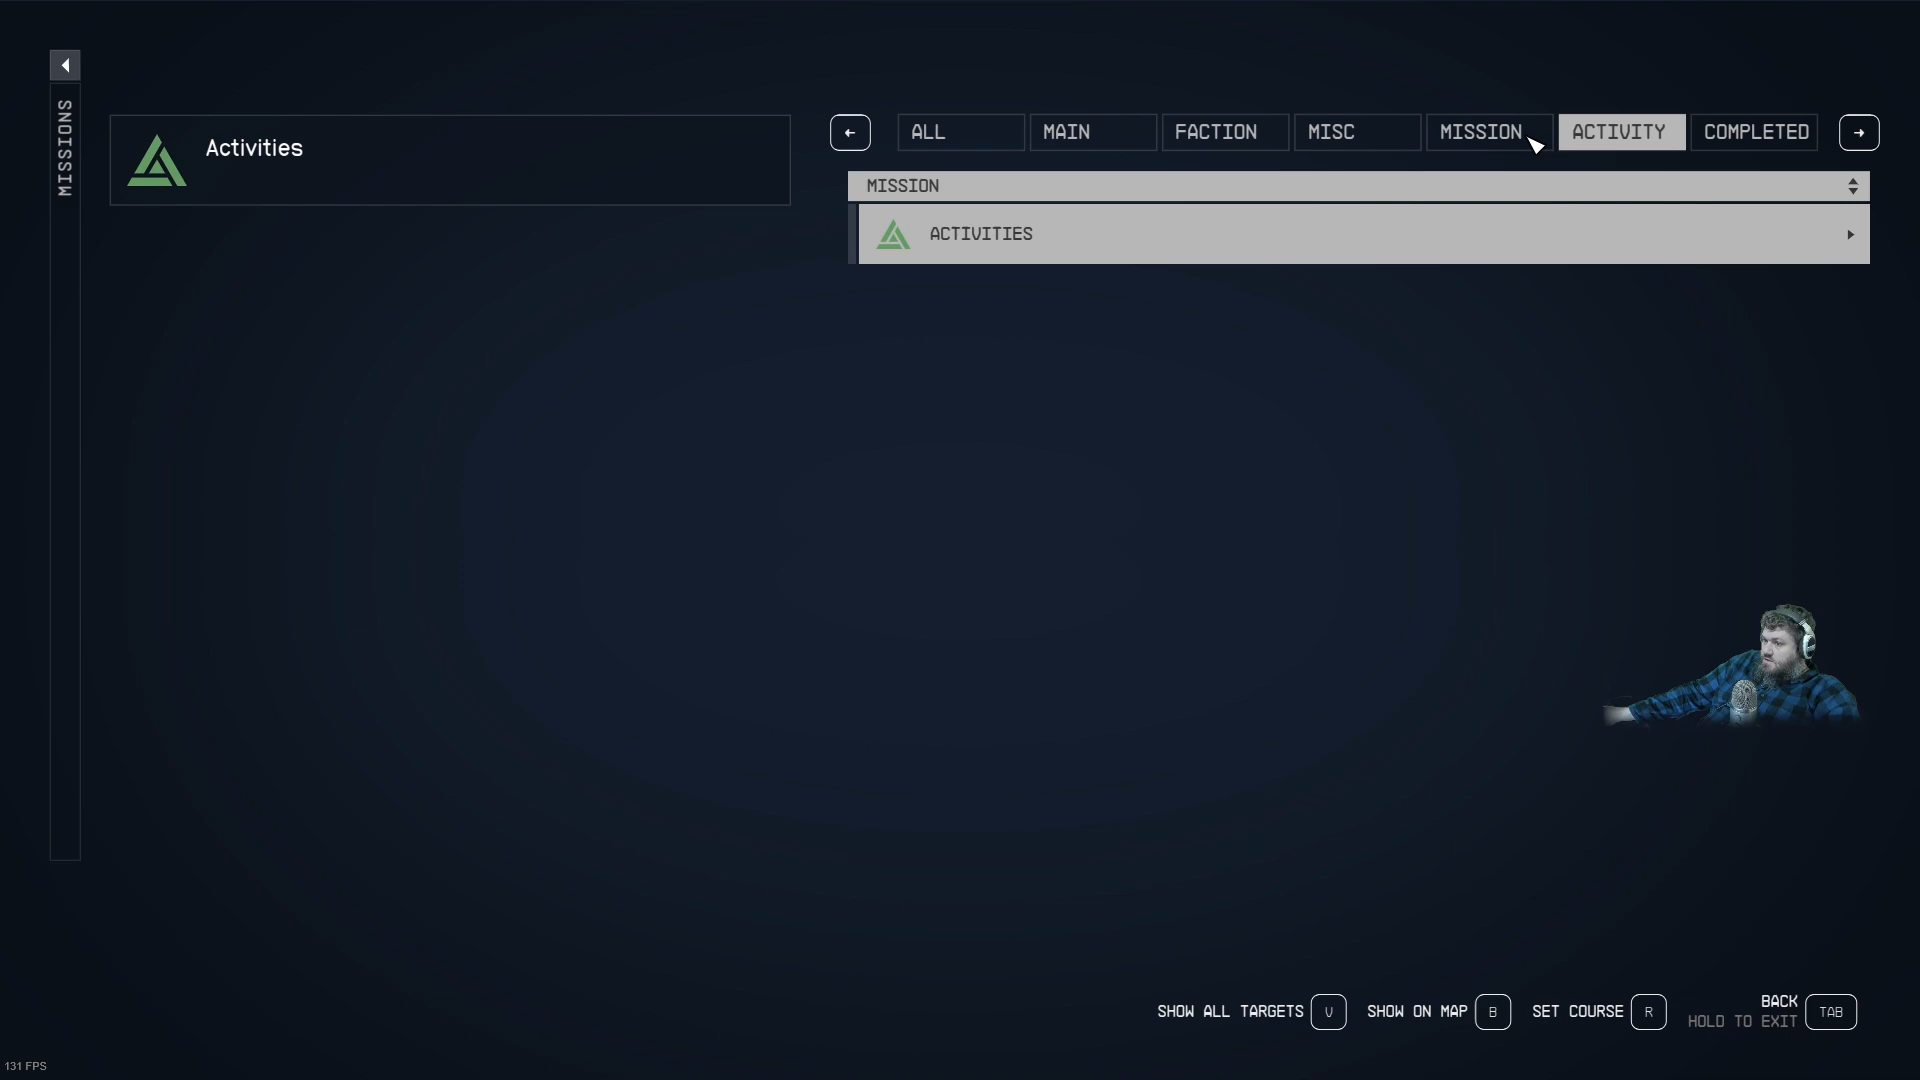 MISSIONS
Activities
ALL
MAIN
FACTION
MISC
MISSION
ACTIVITY
COMPLETED
MISSION
ACTIVITIES
SHOW ALL TARGETS V
SHOW ON MAP B
SET COURSE R
BACK
HOLD TO EXIT
TAB
131 FPS